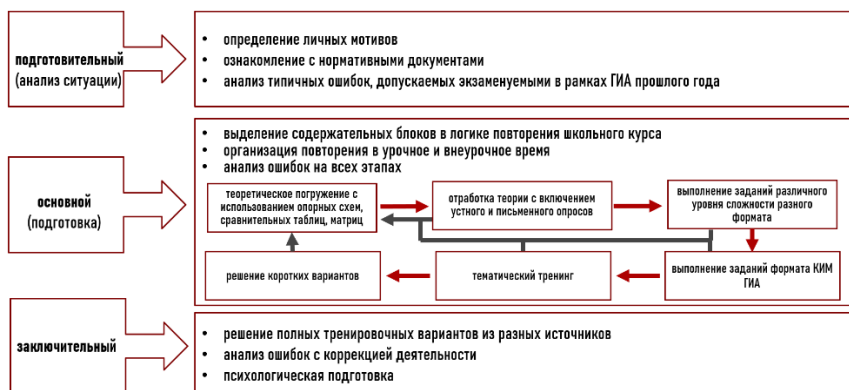 подготовительный
(анализ ситуации)
• определение личных мотивов
• ознакомление с нормативными документами
• анализ типичных ошибок, допускаемых экзаменуемыми в рамках ГИА прошлого года
основной
(подготовка)
• выделение содержательных блоков в логике повторения школьного курса
• организация повторения в урочное и внеурочное время
• анализ ошибок на всех этапах
теоретическое погружение с
использованием опорных схем,
сравнительных таблиц, матриц
отработка теории с включением
устного и письменного опросов
выполнение заданий различного
уровня сложности разного
формата
решение коротких вариантов
тематический тренинг
выполнение заданий формата КИМ
ГИА
заключительный
• решение полных тренировочных вариантов из разных источников
• анализ ошибок с коррекцией деятельности
• психологическая подготовка